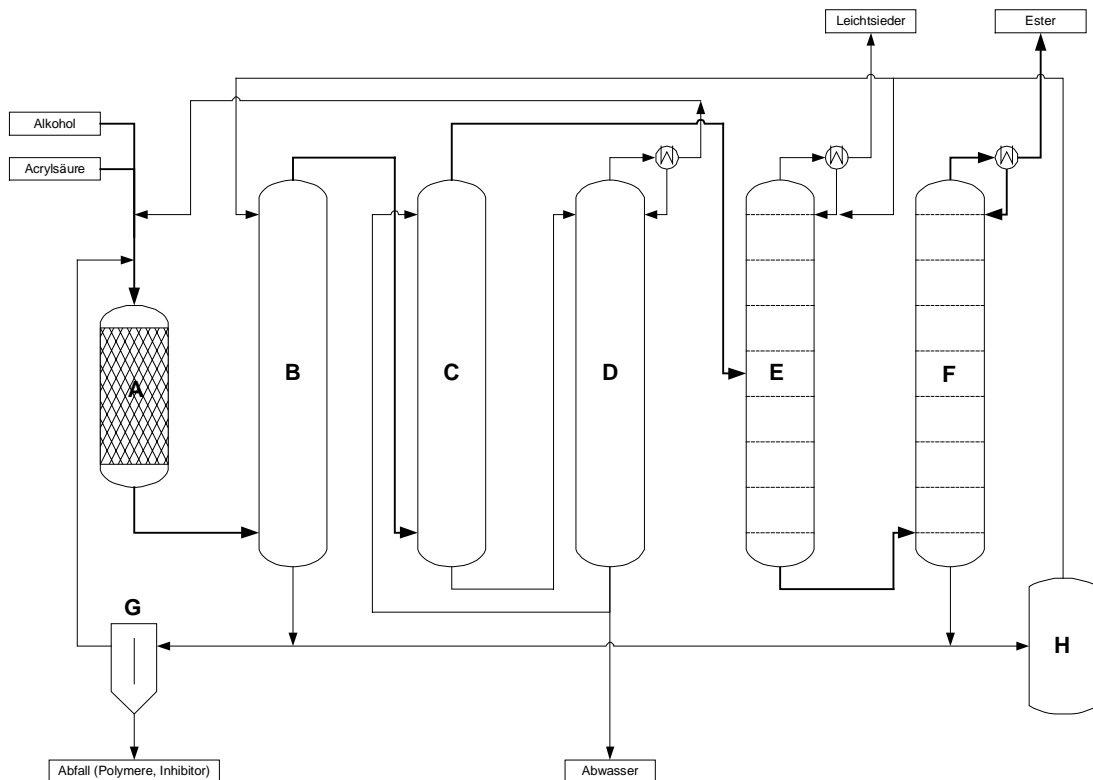 Leichtsieder
Ester
Alkohol
Acrylsäure
A
B
C
D
E
F
G
H
Abfall (Polymere, Inhibitor)
Abwasser